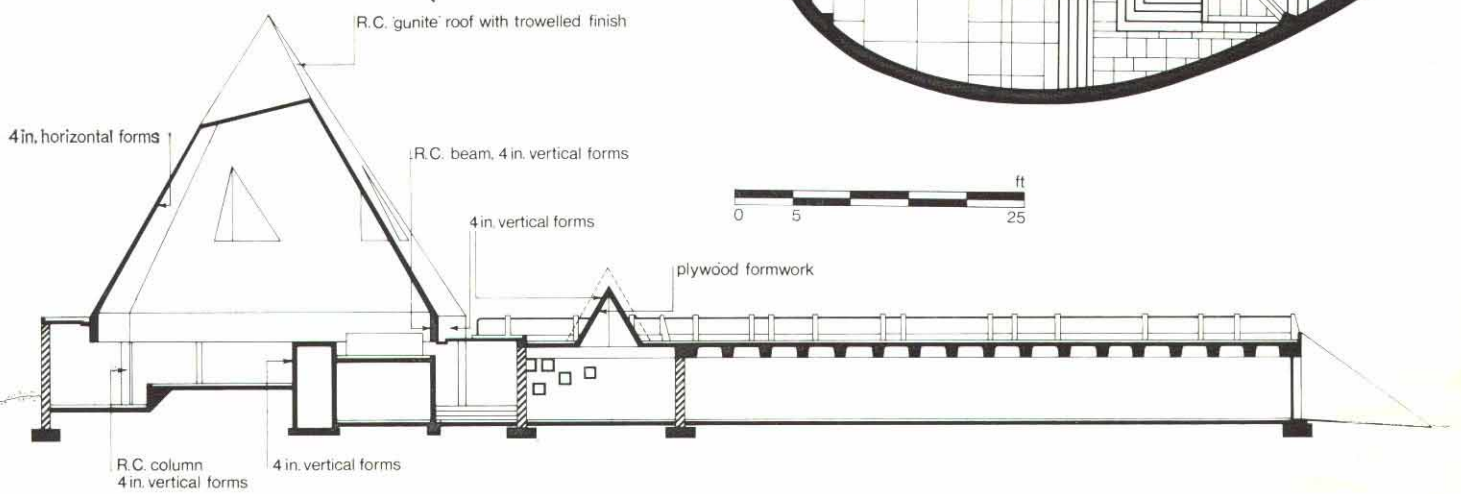 R.C. 'gunite' roof with trowelled finish
4 in. horizontal forms
R.C. beam, 4 in. vertical forms
ft
0 5 25
4 in. vertical forms
plywood formwork
R.C. column
4 in. vertical forms
4 in. vertical forms